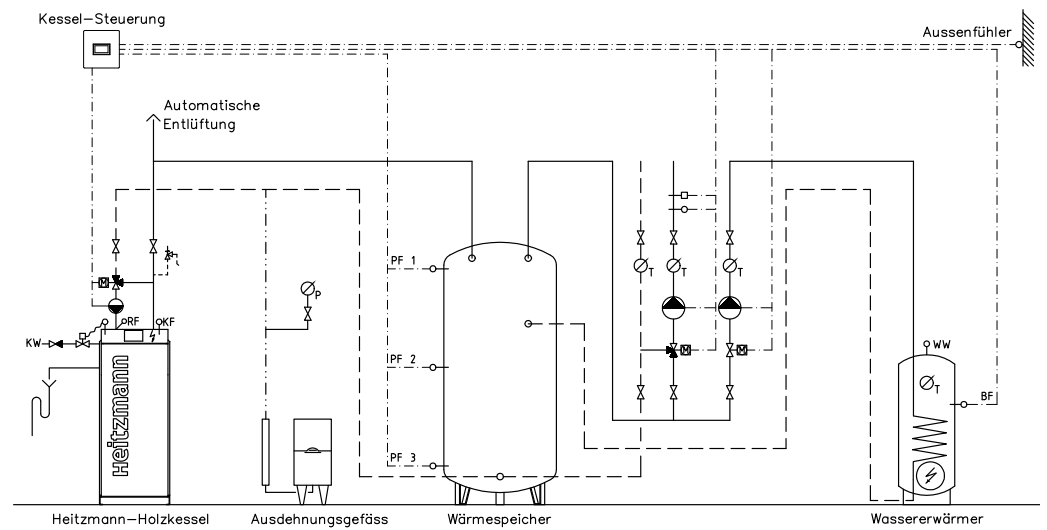 Kessel-Steuerung
Aussenfühler
Automatische
Entlüftung
PF 1
T
T
T
M
P
RF
KF
KW
M
M
WW
PF 2
T
BF
Heitzmann
PF 3
Heitzmann-Holzkessel
Ausdehnungsgefäss
Wärmespeicher
Wassererwärmer